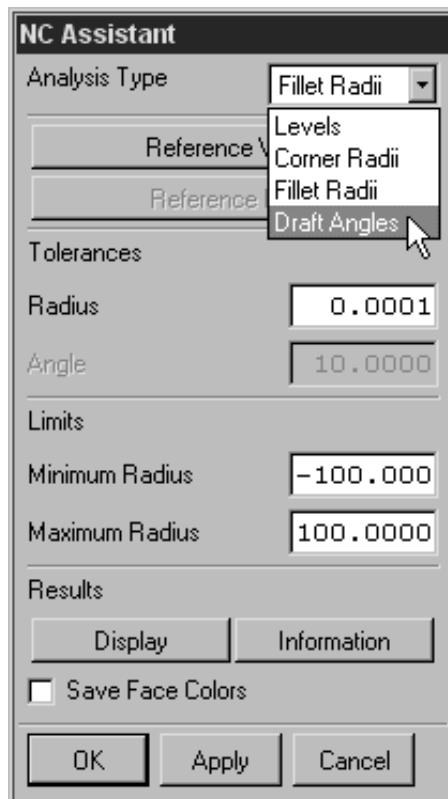 NC Assistant
Analysis Type Fillet Radii
Levels
Reference
Corner Radii
Fillet Radii
Reference
Draft Angles
Tolerances
Radius 0.0001
Angle 10.0000
Limits
Minimum Radius -100.000
Maximum Radius 100.0000
Results
Display Information
Save Face Colors
OK Apply Cancel